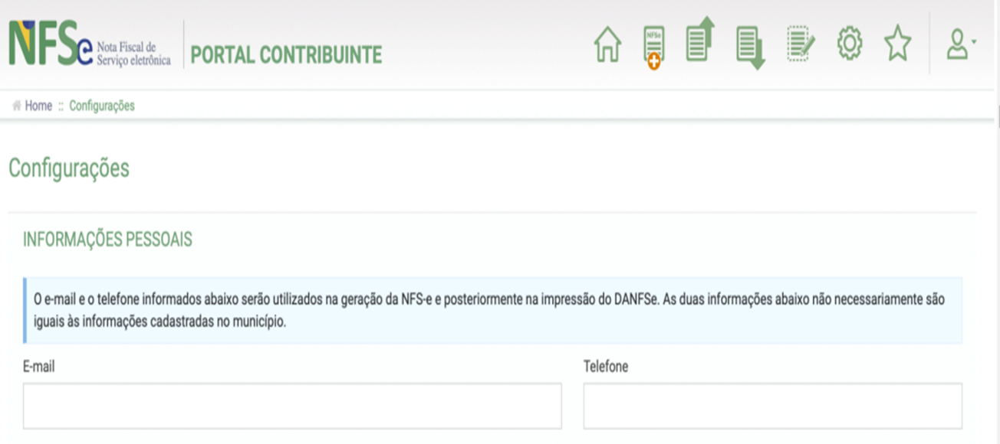 NFSe Nota Fiscal de
Serviço eletrônica
PORTAL CONTRIBUINTE
NFSe
Home :: Configurações
Configurações
INFORMAÇÕES PESSOAIS
O e-mail e o telefone informados abaixo serão utilizados na geração da NFS-e e posteriormente na impressão do DANFSe. As duas informações abaixo não necessariamente são
iguais às informações cadastradas no município.
E-mail
Telefone